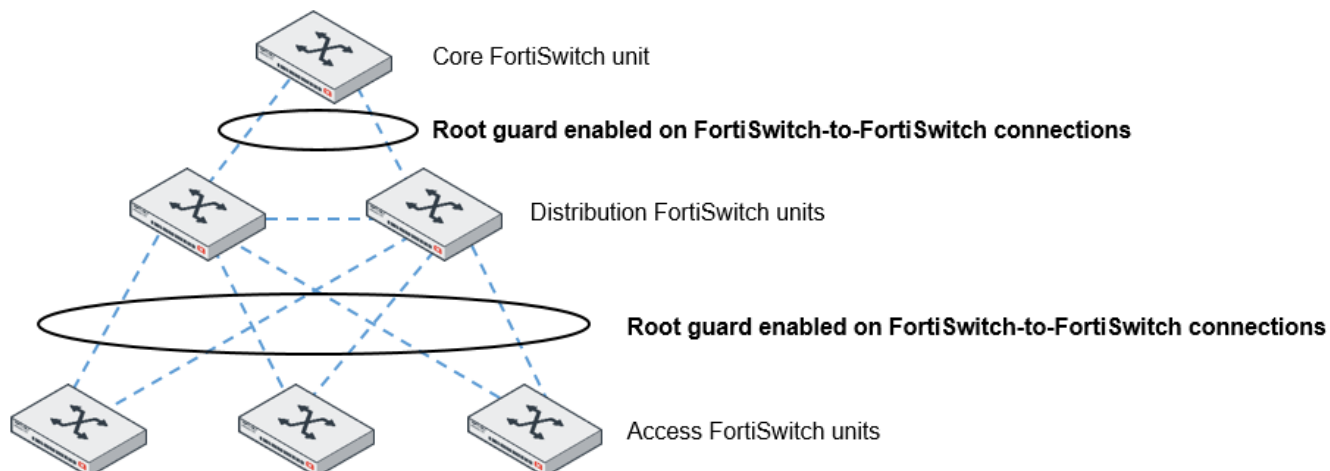 Core FortiSwitch unit
Root guard enabled on FortiSwitch-to-FortiSwitch connections
Distribution FortiSwitch units
Root guard enabled on FortiSwitch-to-FortiSwitch connections
Access FortiSwitch units